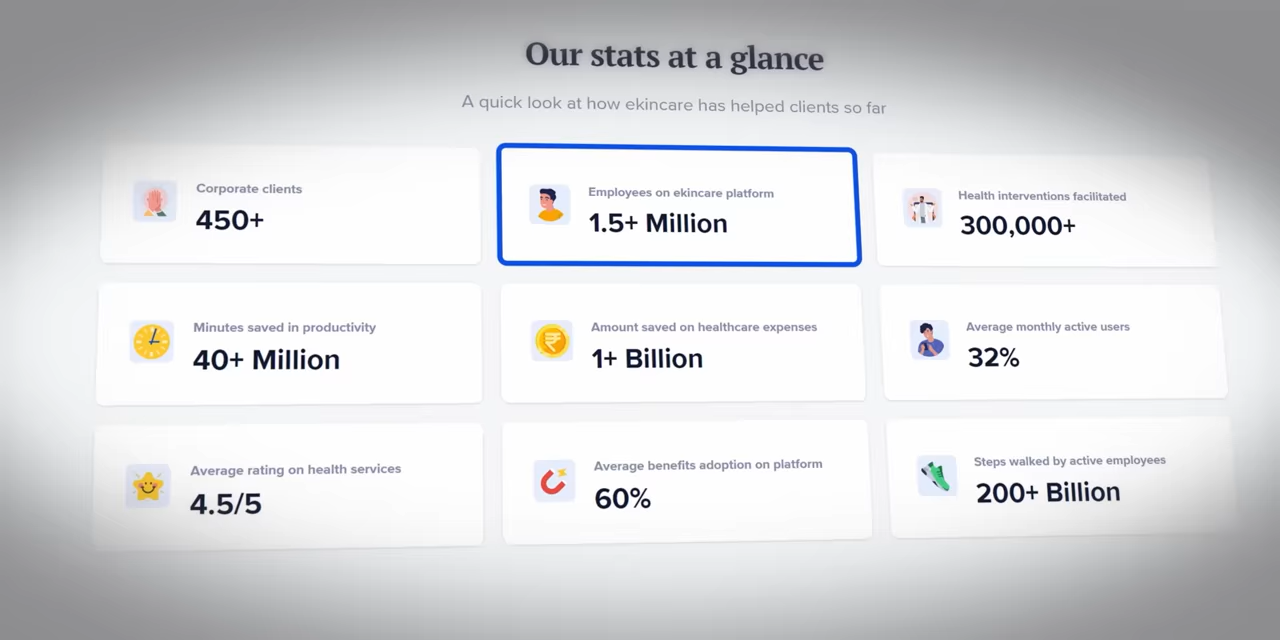 Our stats at a glance
A quick look at how ekincare has helped clients so far
Corporate clients
450+
Employees on ekincare platform
1.5+ Million
Health interventions facilitated
300,000+
Minutes saved in productivity
40+ Million
Amount saved on healthcare expenses
₹
1+ Billion
Average monthly active users
32%
Average rating on health services
4.5/5
Average benefits adoption on platform
60%
Steps walked by active employees
200+ Billion